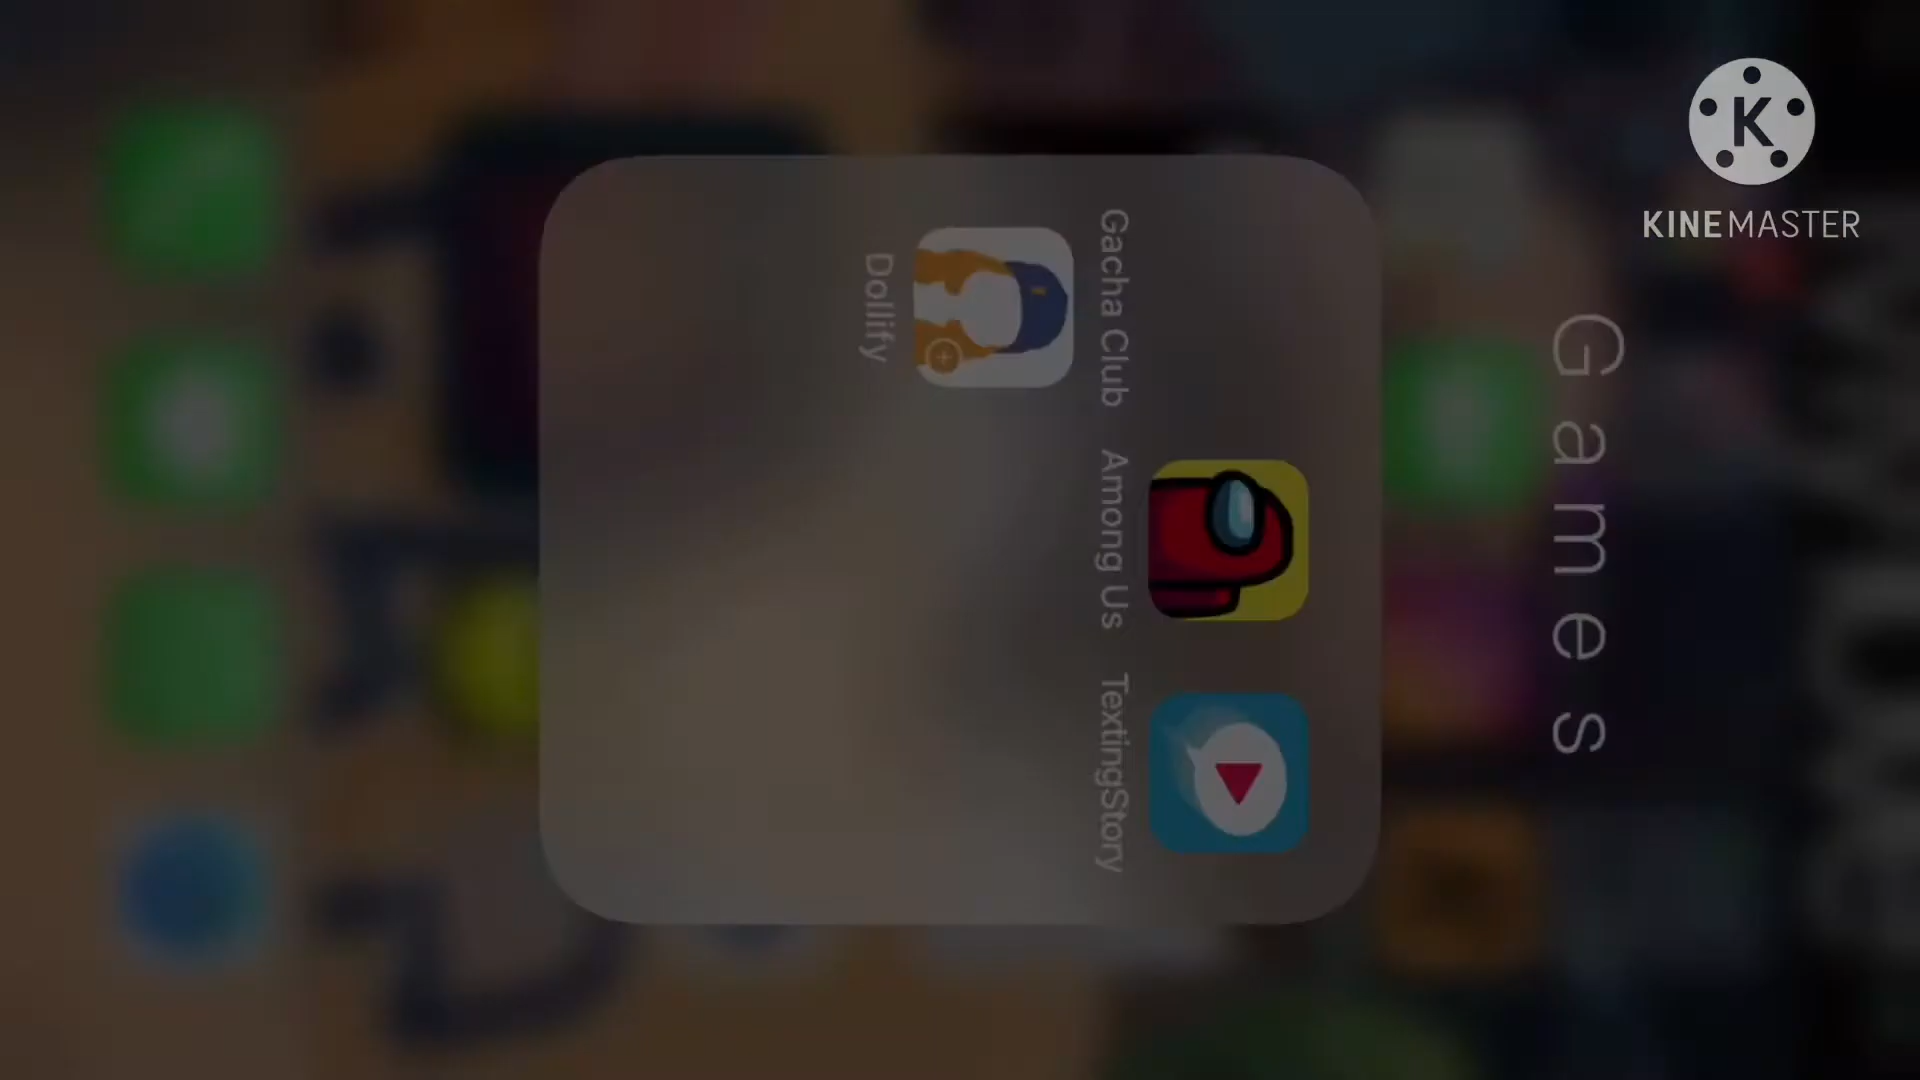 K
KINEMASTER
Games
Gacha Club
Among Us
TextingStory
Dollify